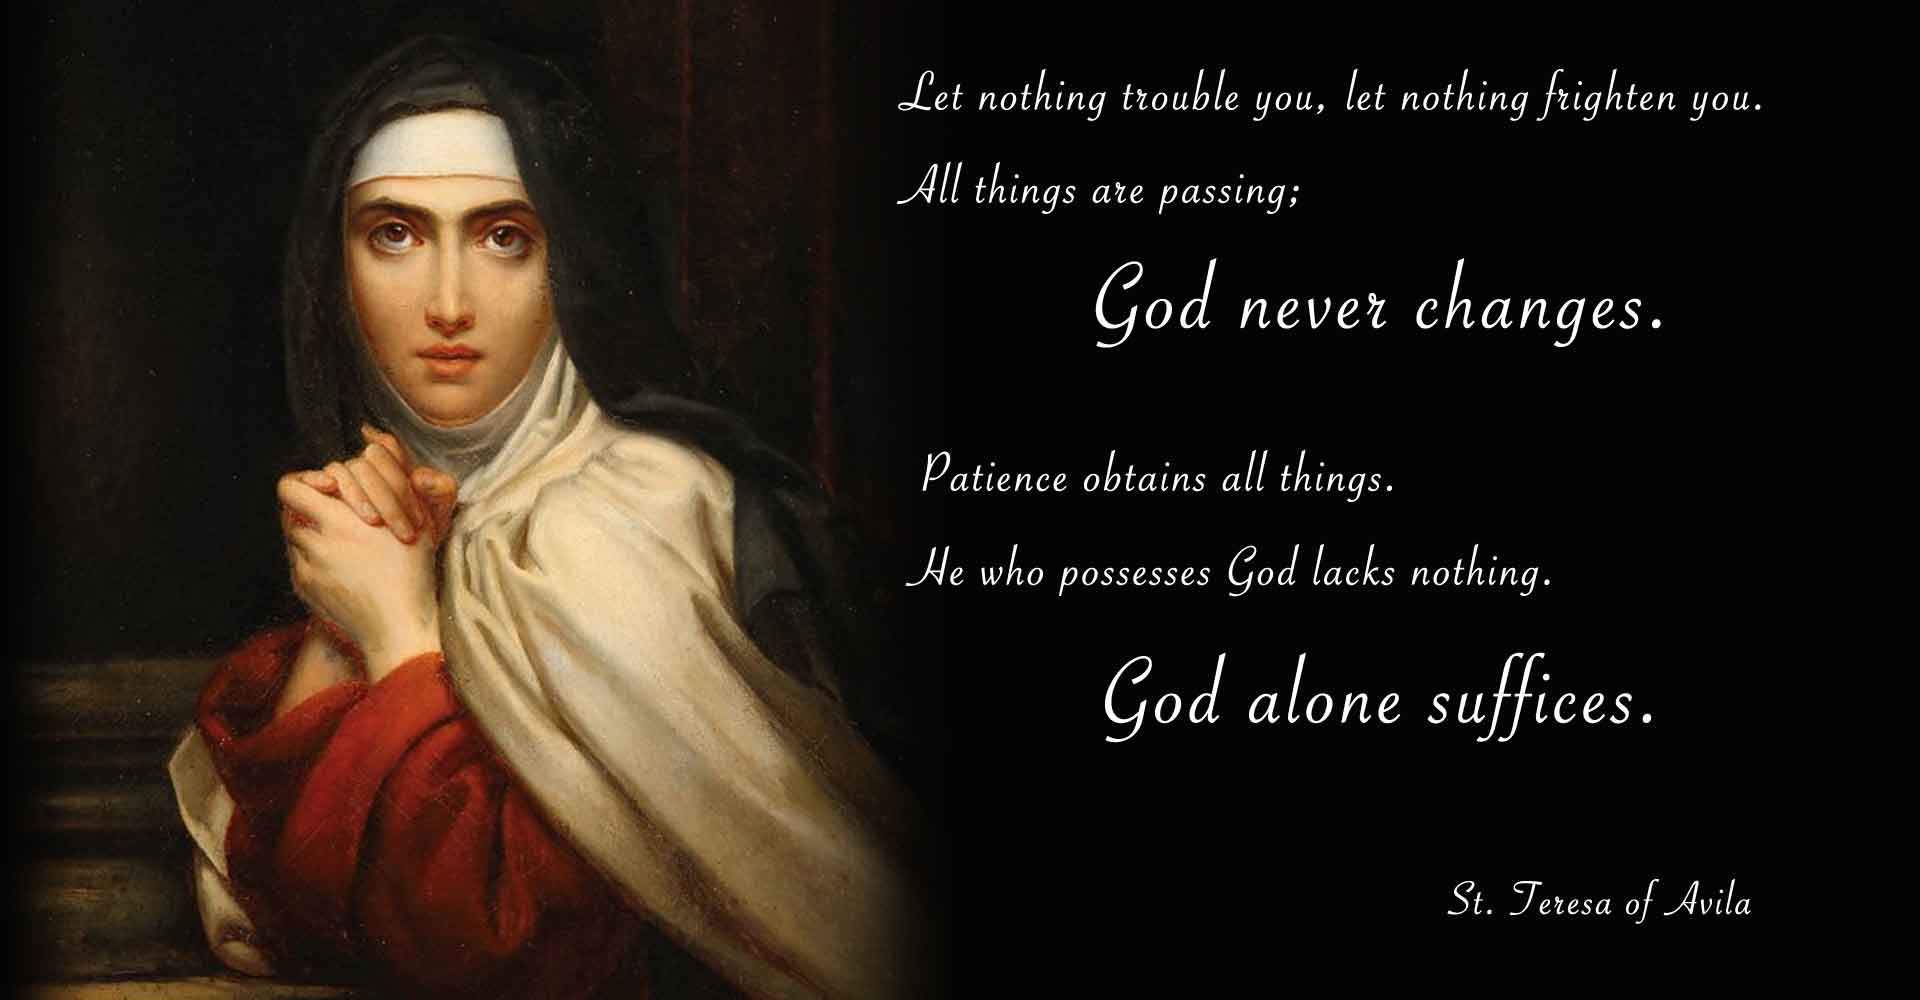 Let nothing trouble you, let nothing frighten you.
All things are passing;
God never changes.
Patience obtains all things.
He who possesses God lacks nothing.
God alone suffices.
St. Teresa of Avila